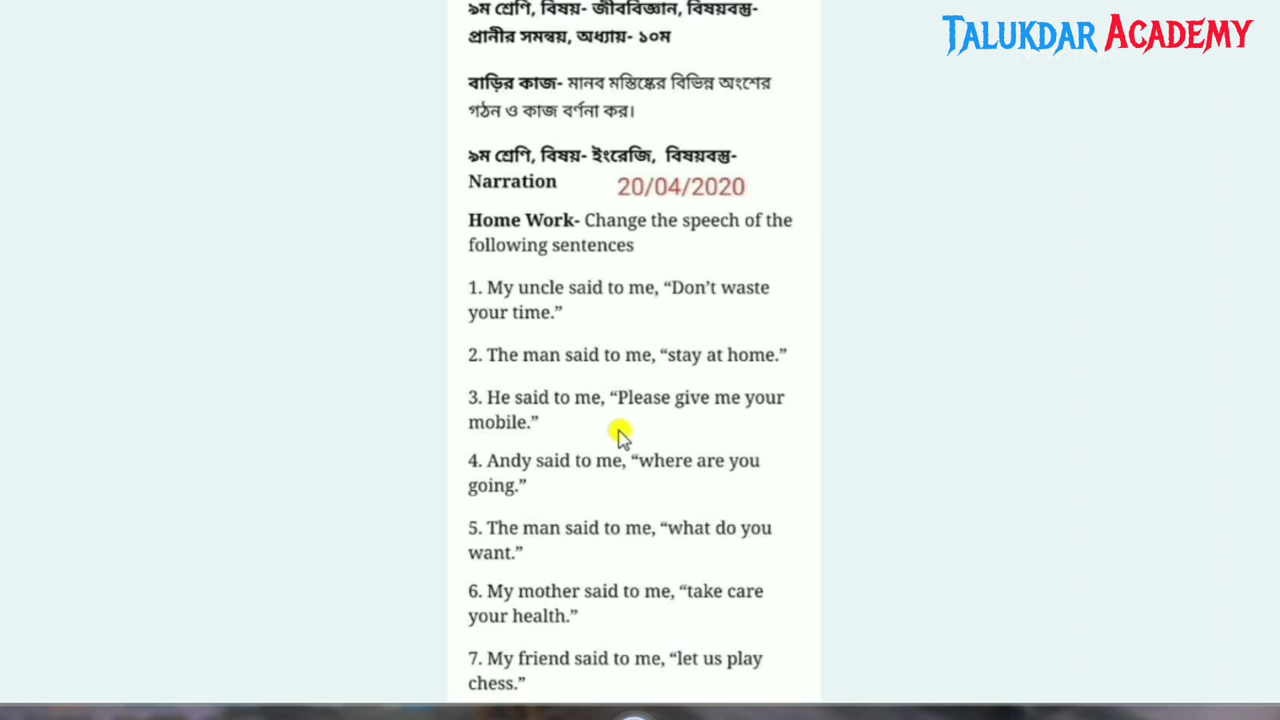 ৯ম শ্রেণি, বিষয়- জীববিজ্ঞান, বিষয়বস্তু-
প্রানীর সমন্বয়, অধ্যায়- ১০ম
TALUKDAR ACADEMY
বাড়ির কাজ- মানব মস্তিষ্কের বিভিন্ন অংশের
গঠন ও কাজ বর্ণনা কর।
৯ম শ্রেণি, বিষয়- ইংরেজি, বিষয়বস্তু-
Narration
20/04/2020
Home Work- Change the speech of the
following sentences
1. My uncle said to me, “Don’t waste
your time.”
2. The man said to me, “stay at home.”
3. He said to me, “Please give me your
mobile.”
4. Andy said to me, “where are you
going.”
5. The man said to me, “what do you
want.”
6. My mother said to me, “take care
your health.”
7. My friend said to me, “let us play
chess.”